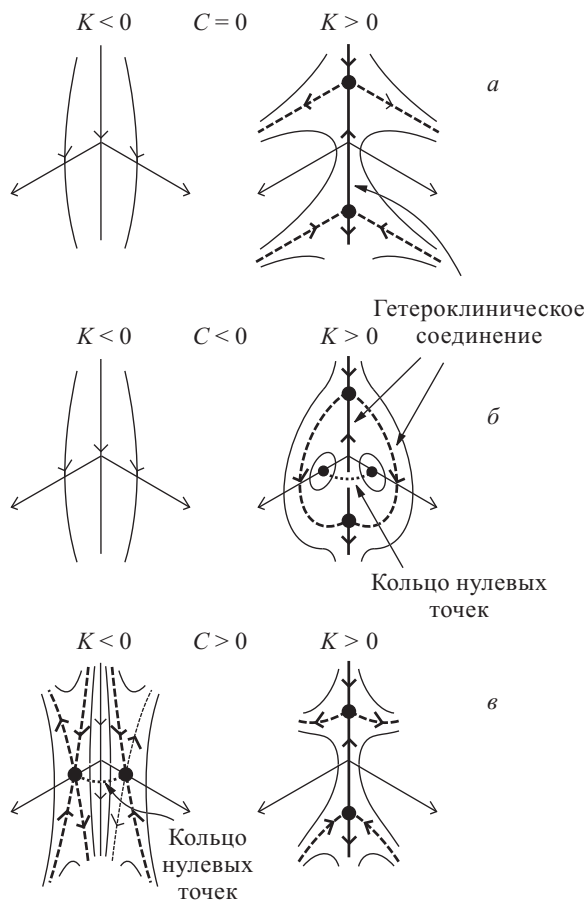 K < 0 C = 0 K > 0
а
Гетероклиническое
соединение
K < 0 C < 0 K > 0
б
Кольцо нулевых
точек
K < 0 C > 0 K > 0
в
Кольцо
нулевых
точек